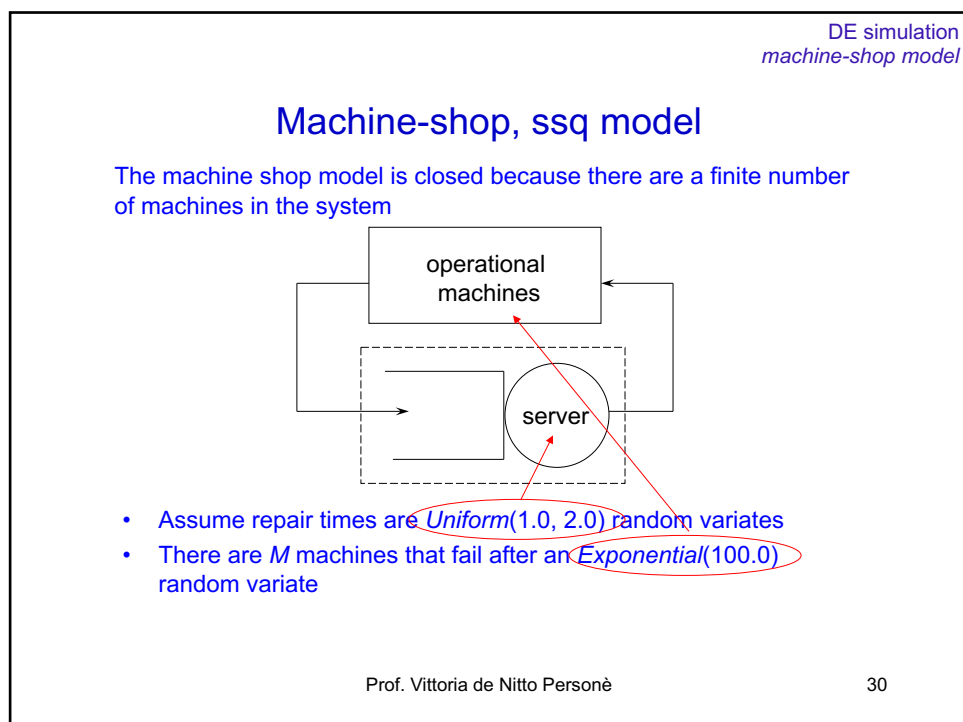 DE simulation
machine-shop model
Machine-shop, ssq model
The machine shop model is closed because there are a finite number
of machines in the system
operational
machines
server
• Assume repair times are Uniform(1.0, 2.0) random variates
• There are M machines that fail after an Exponential(100.0)
random variate
Prof. Vittoria de Nitto Personè
30